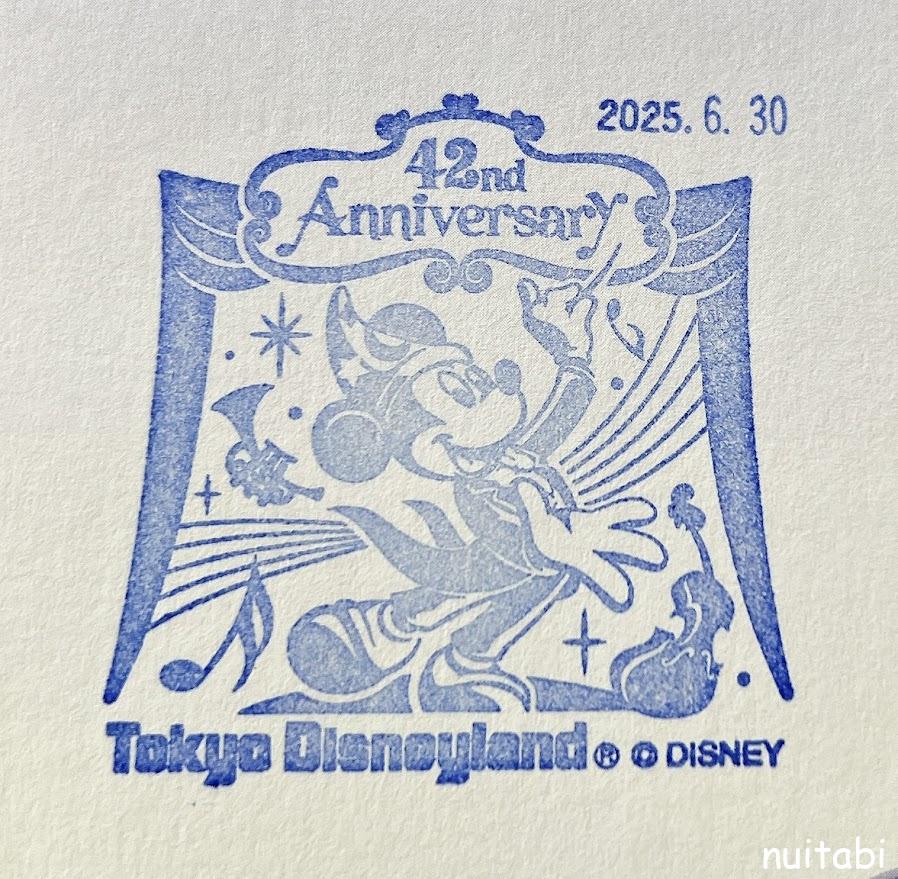 2025. 6. 30
42nd
Anniversary
Tokyo Disneyland® © DISNEY
nuitabi